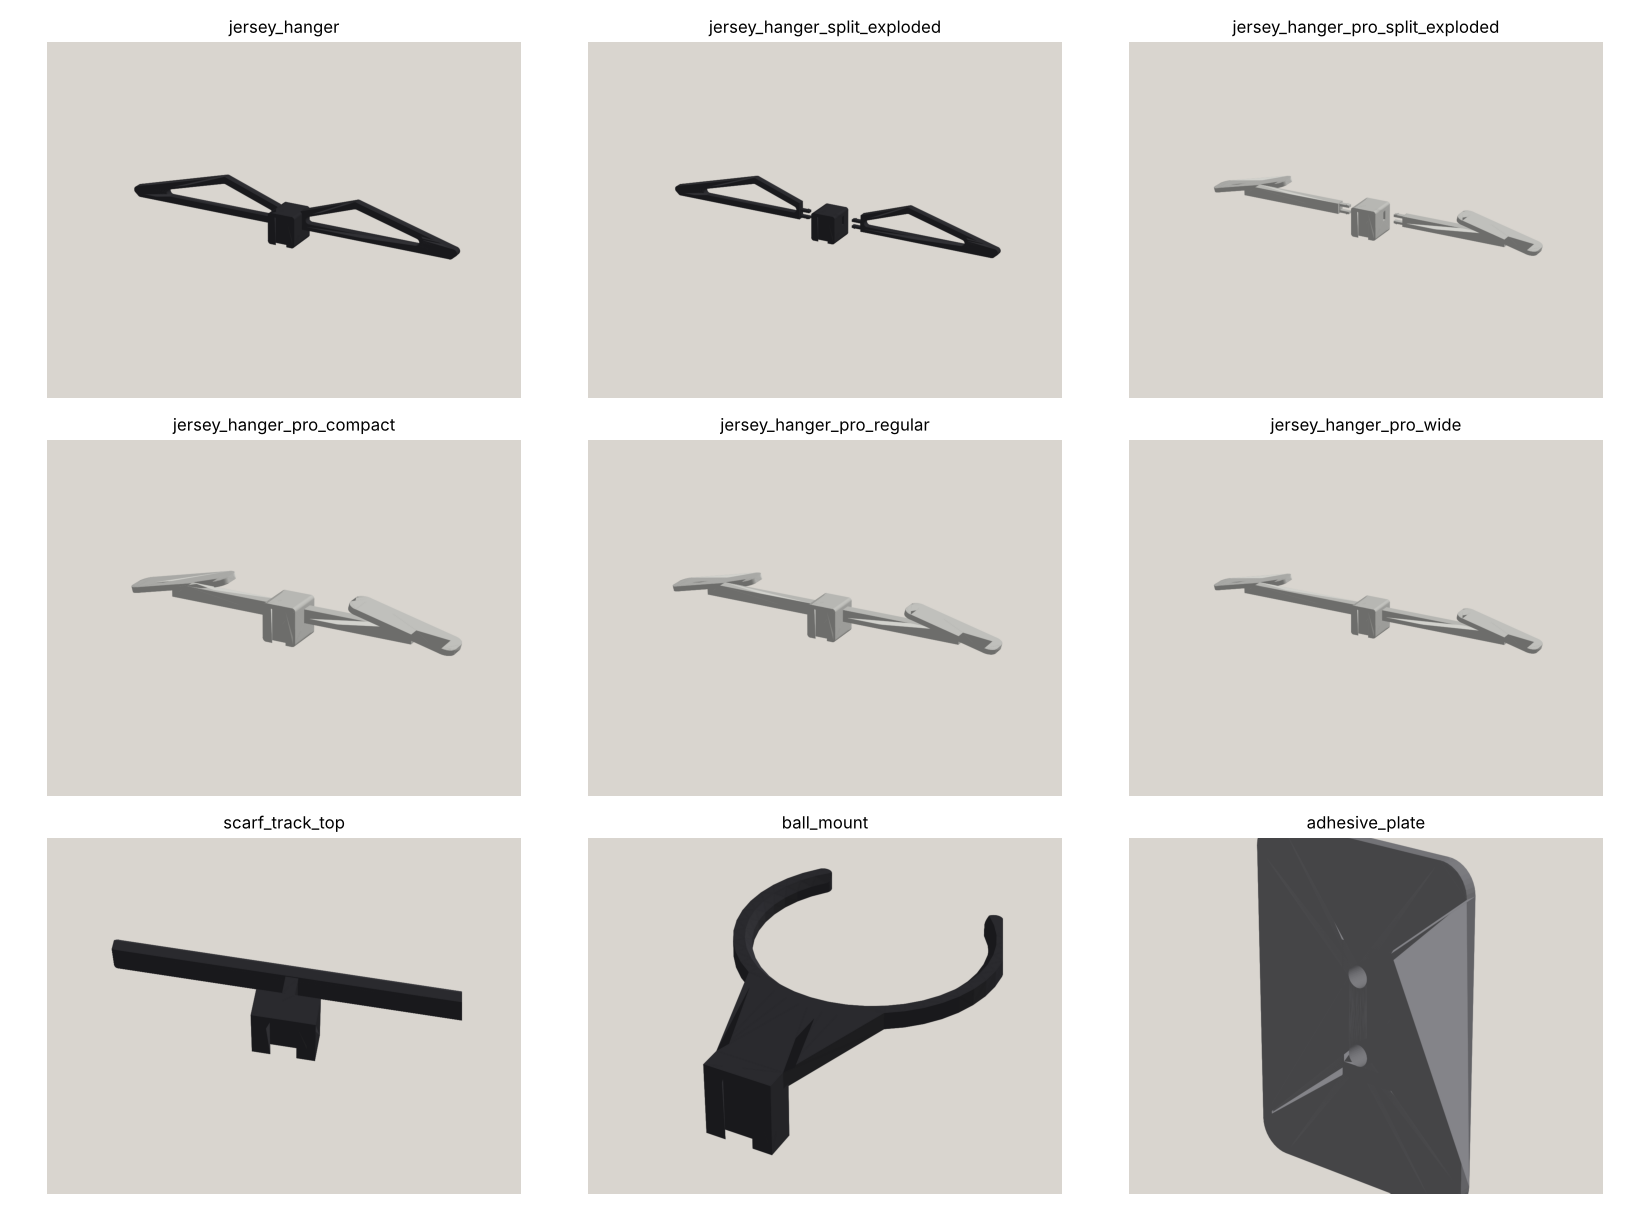 jersey_hanger
jersey_hanger_split_exploded
jersey_hanger_pro_split_exploded
jersey_hanger_pro_compact
jersey_hanger_pro_regular
jersey_hanger_pro_wide
scarf_track_top
ball_mount
adhesive_plate